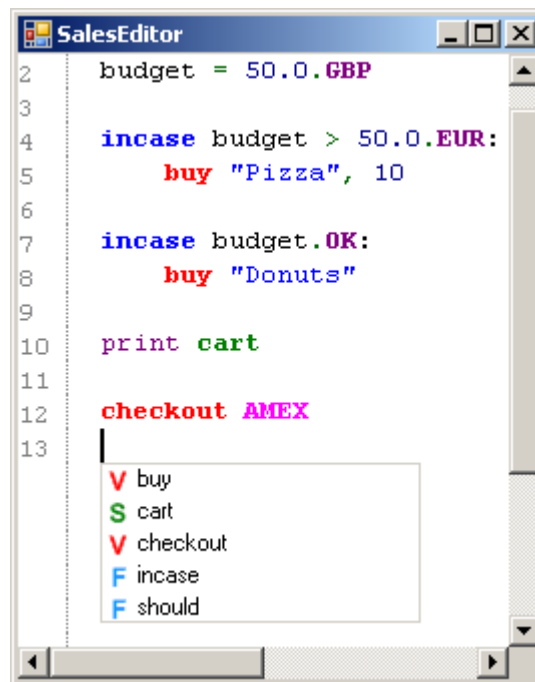 SalesEditor
2 budget = 50.0.GBP
3
4 incase budget > 50.0.EUR:
5 buy "Pizza", 10
6
7 incase budget.OK:
8 buy "Donuts"
9
10 print cart
11
12 checkout AMEX
13
V buy
S cart
V checkout
F incase
F should